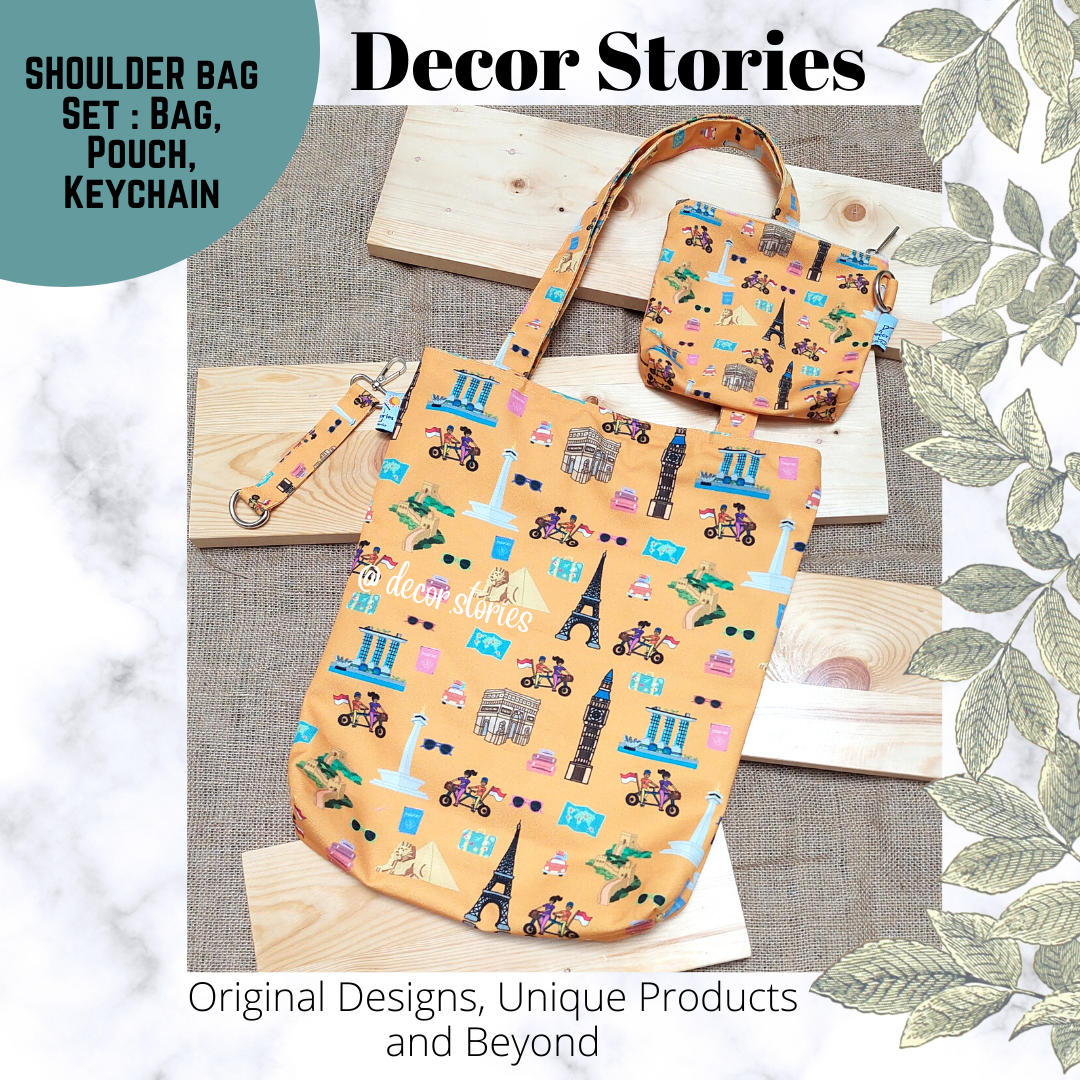 SHOULDER BAG
SET : BAG,
POUCH,
KEYCHAIN
Decor Stories
@ decor.stories
Original Designs, Unique Products
and Beyond